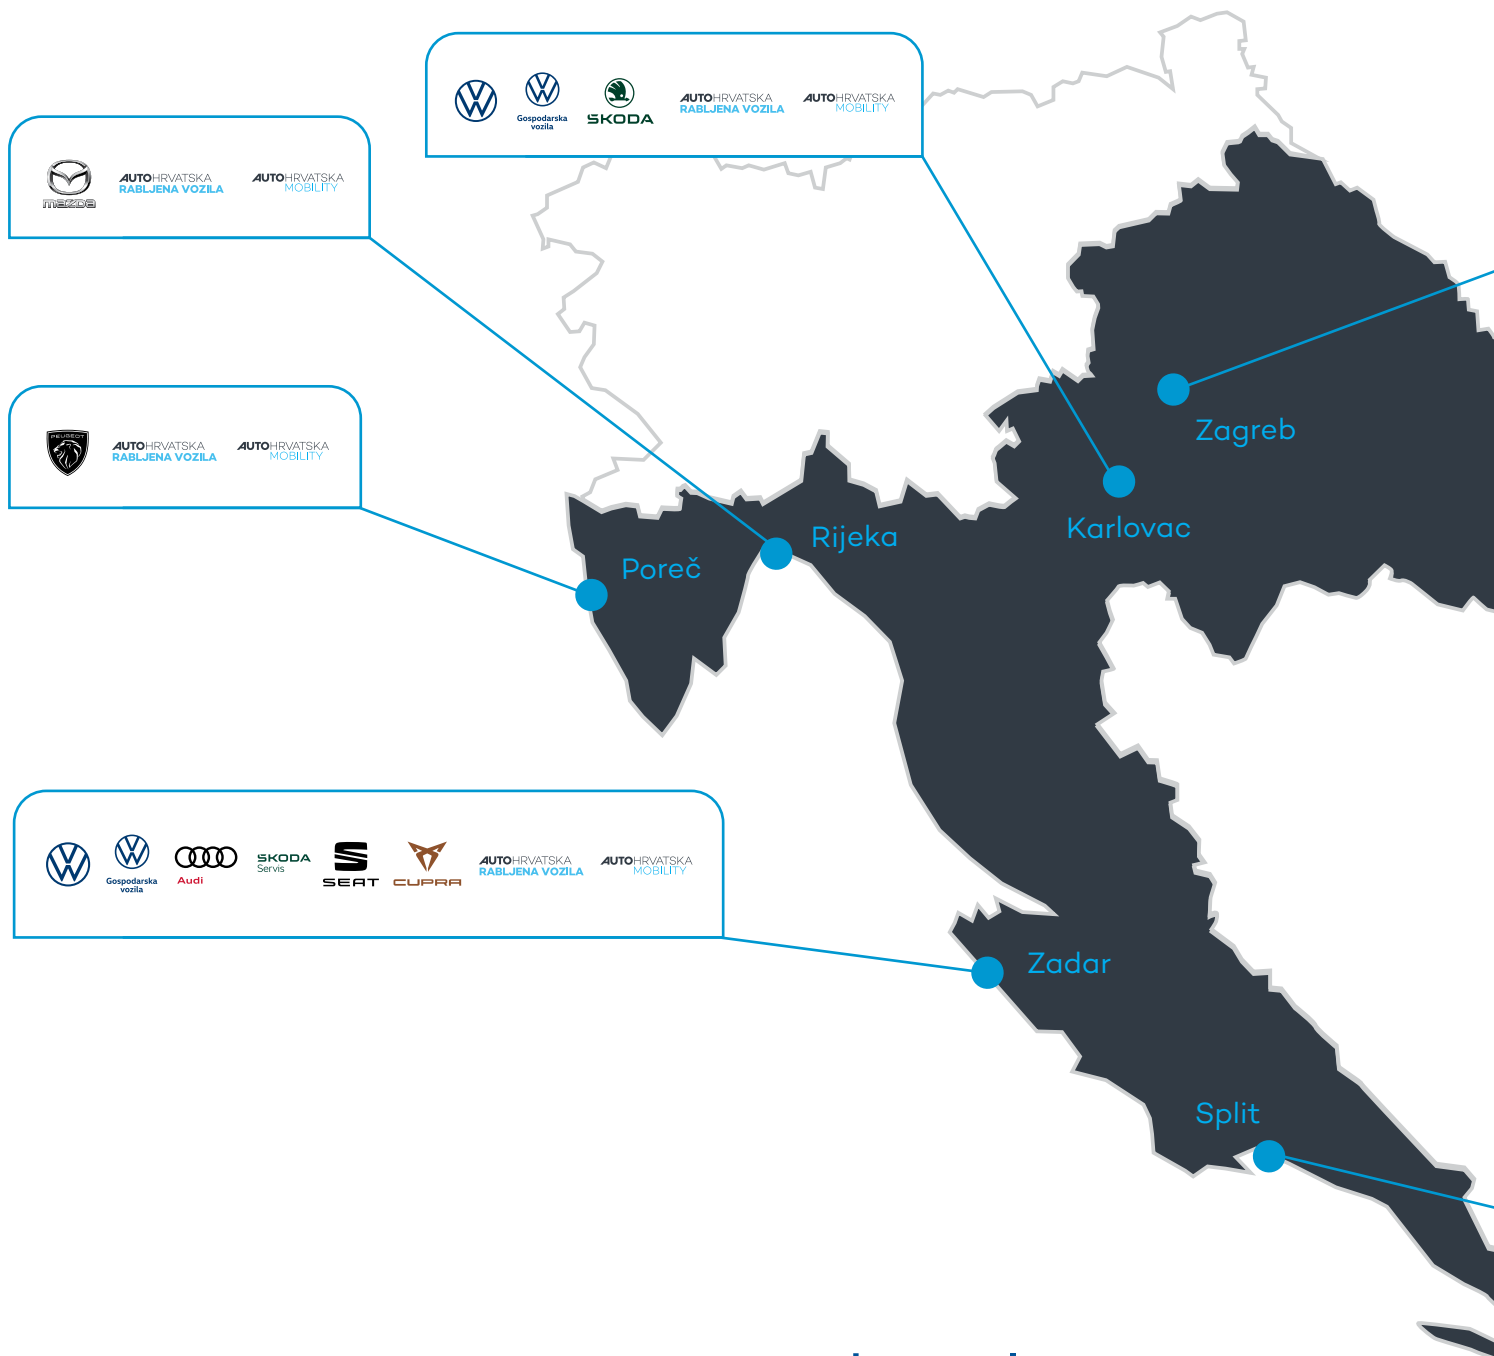 Gospodarska
vozila
ŠKODA
AUTOHRVATSKA
RABLJENA VOZILA
AUTOHRVATSKA
MOBILITY
mazda
AUTOHRVATSKA
RABLJENA VOZILA
AUTOHRVATSKA
MOBILITY
PEUGEOT
AUTOHRVATSKA
RABLJENA VOZILA
AUTOHRVATSKA
MOBILITY
Zagreb
Karlovac
Rijeka
Poreč
Gospodarska
vozila
Audi
ŠKODA
Servis
SEAT
CUPRA
AUTOHRVATSKA
RABLJENA VOZILA
AUTOHRVATSKA
MOBILITY
Zadar
Split